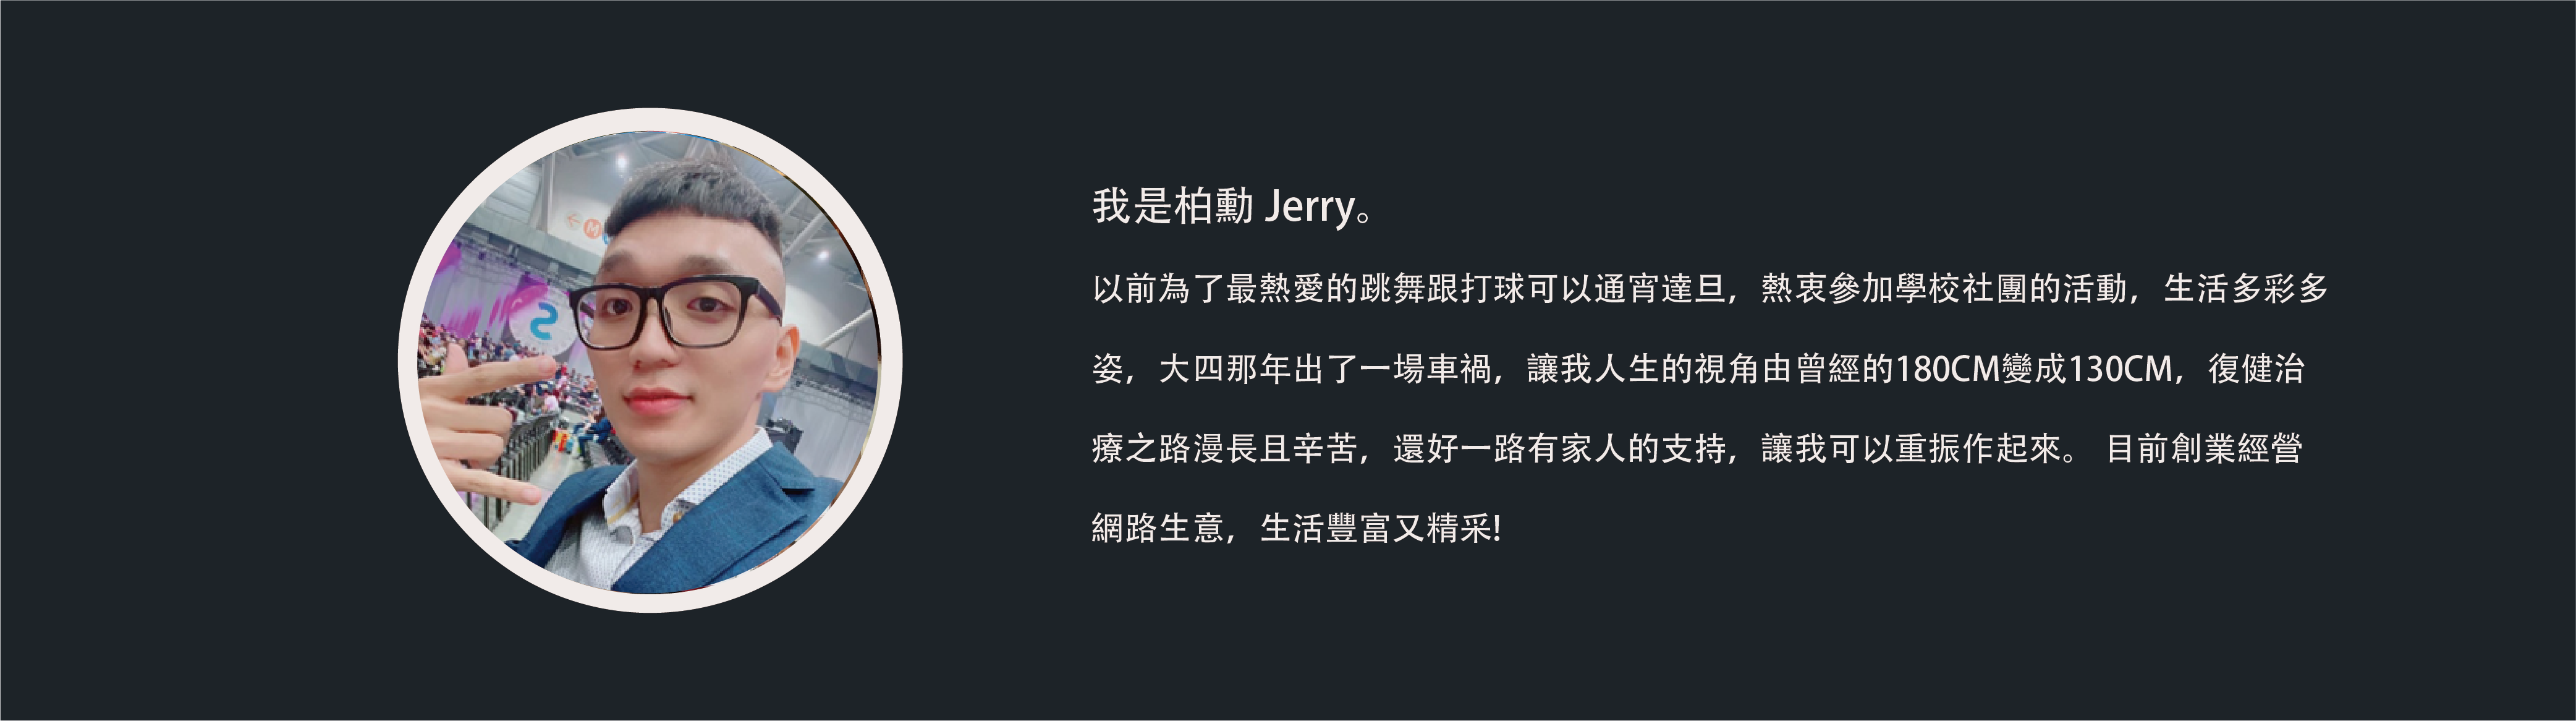 我是柏勳 Jerry。
以前為了最熱愛的跳舞跟打球可以通宵達旦，熱衷參加學校社團的活動，生活多彩多
姿，大四那年出了一場車禍，讓我人生的視角由曾經的180CM變成130CM，復健治
療之路漫長且辛苦，還好一路有家人的支持，讓我可以重振作起來。 目前創業經營
網路生意，生活豐富又精采!